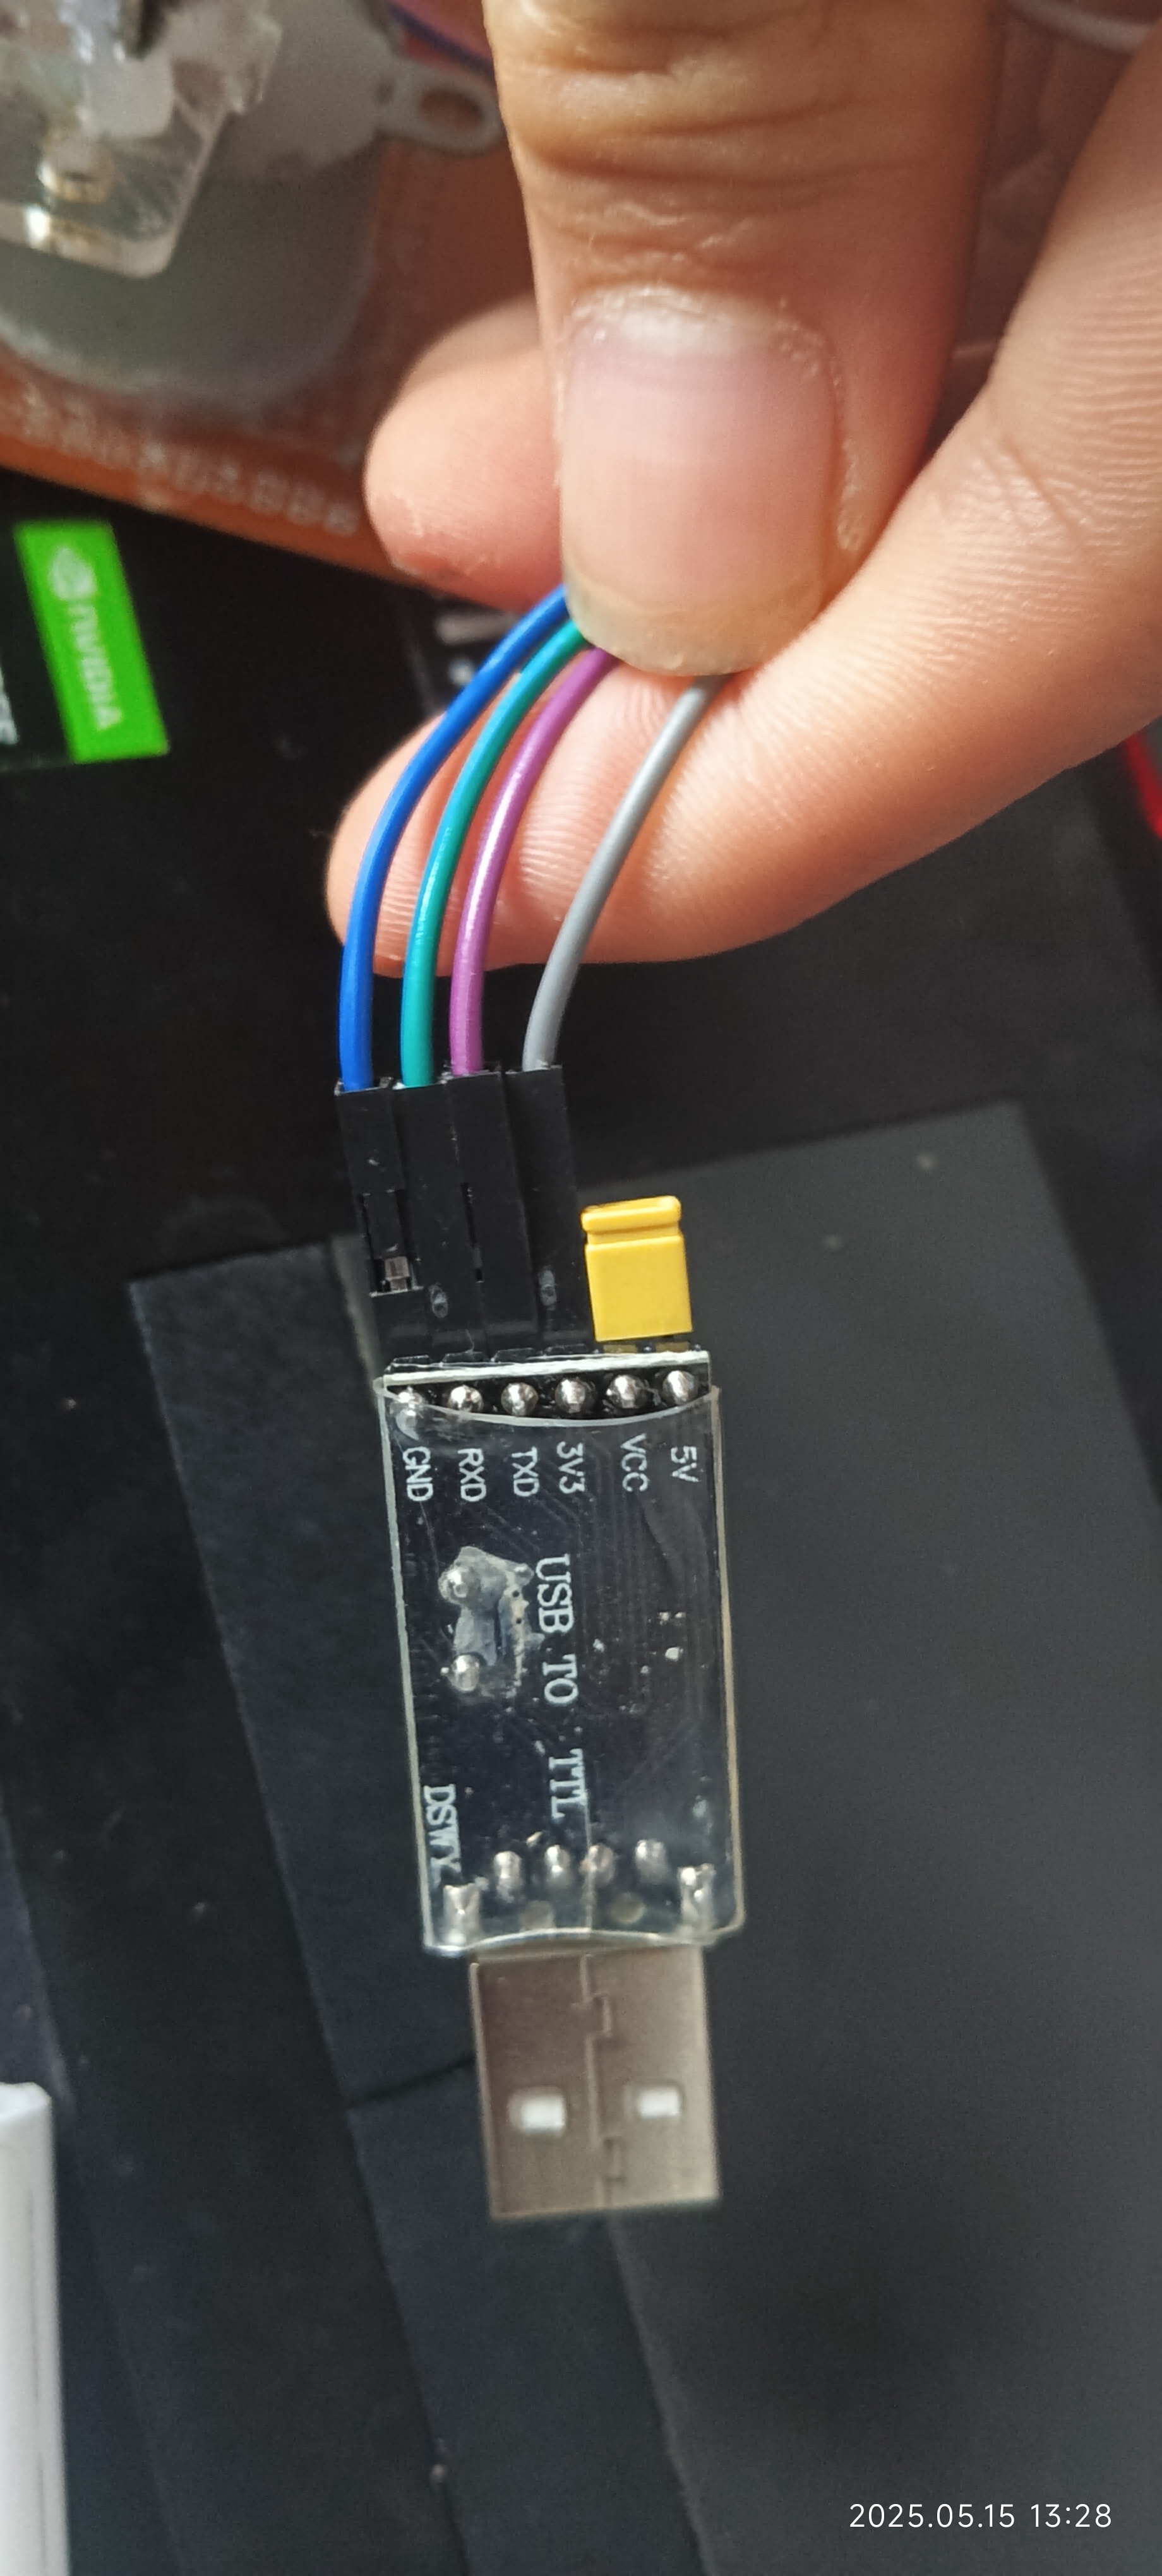 NVIDIA
GND
RXD
TXD
3V3
VCC
5V
USB TO TTL
DSWY
2025.05.15 13:28